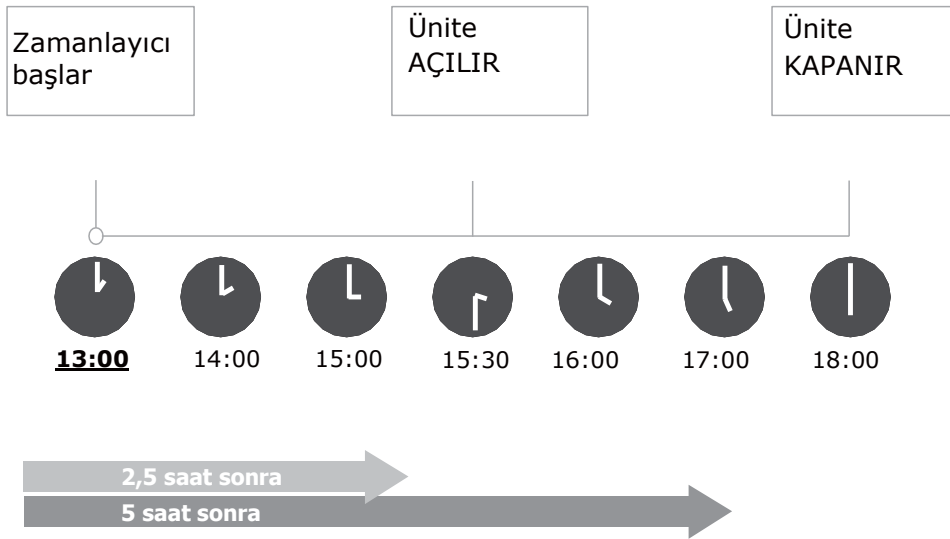 Zamanlayıcı
başlar
Ünite
AÇILIR
Ünite
KAPANIR
13:00
14:00
15:00
15:30
16:00
17:00
18:00
2,5 saat sonra
5 saat sonra